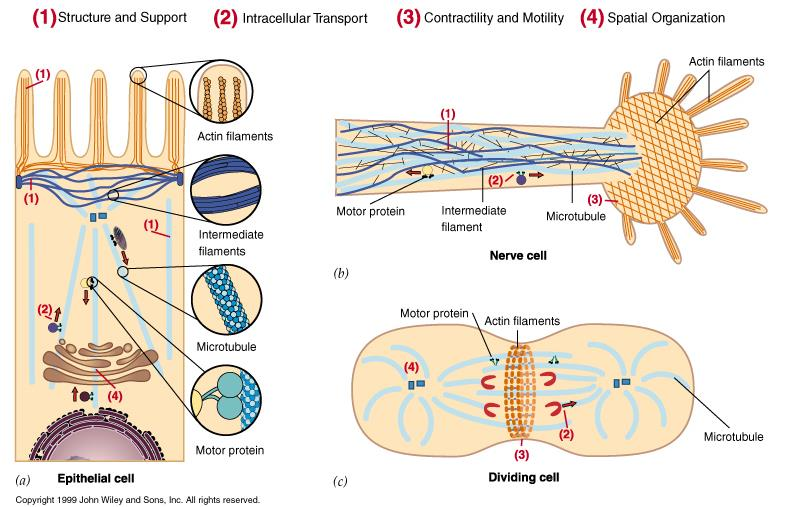 (1) Structure and Support (2) Intracellular Transport (3) Contractility and Motility (4) Spatial Organization
(1)
Actin filaments
(1)
Intermediate
filaments
(1)
Microtubule
(2)
(4)
Motor protein
(a) Epithelial cell
Copyright 1999 John Wiley and Sons, Inc. All rights reserved.
Actin filaments
(1)
(2)
(3)
Motor protein
Intermediate
filament
Microtubule
Nerve cell
(b)
Motor protein
Actin filaments
(4)
(2)
Microtubule
(3)
(c) Dividing cell